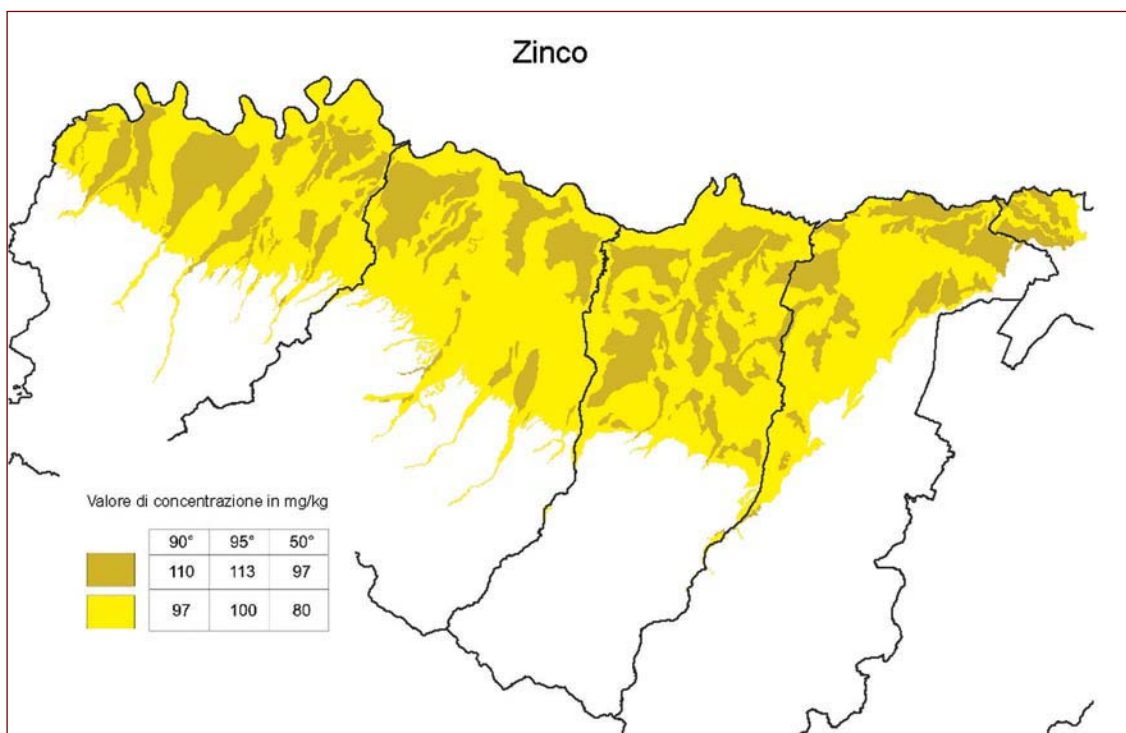 Zinco
Valore di concentrazione in mg/kg
90° 95° 50°
110 113 97
97 100 80